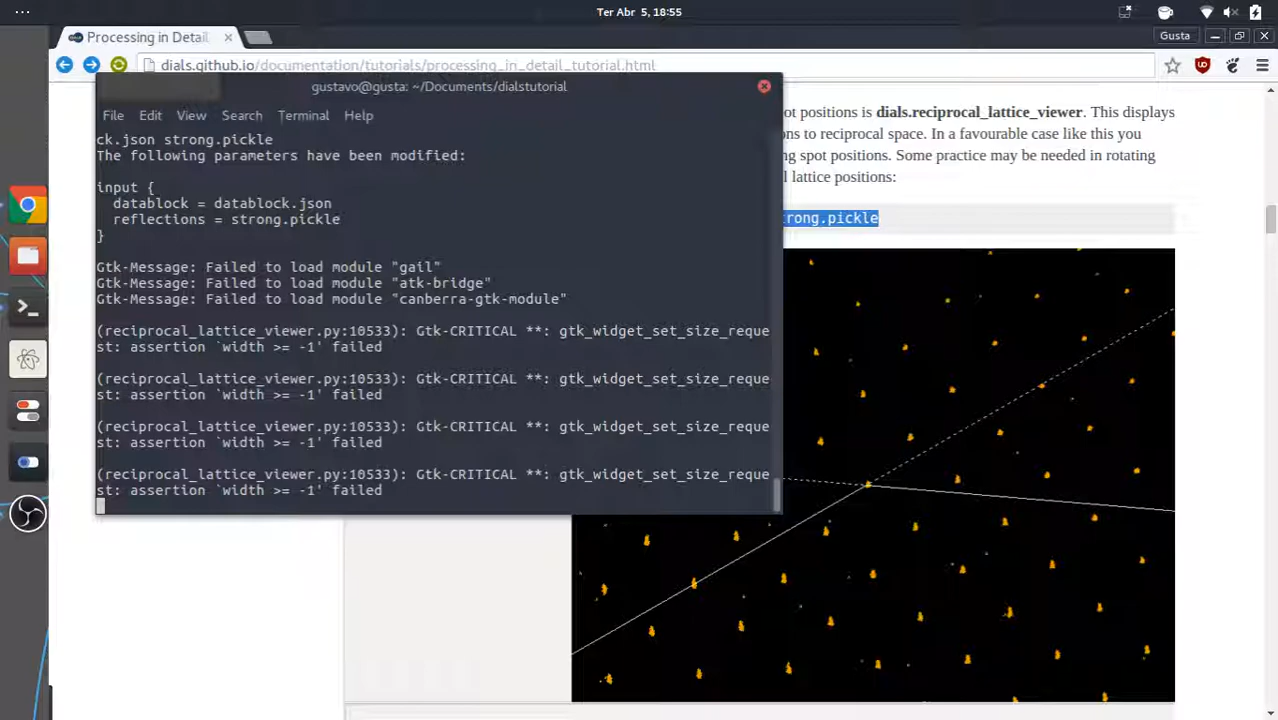 Ter Abr 5, 18:55
Processing in Detail
Gusta
dials.github.io/documentation/tutorials/processing_in_detail_tutorial.html
gustavo@gusta: ~/Documents/dialstutorial
File Edit View Search Terminal Help
ck.json strong.pickle
The following parameters have been modified:
input {
datablock = datablock.json
reflections = strong.pickle
}
Gtk-Message: Failed to load module "gail"
Gtk-Message: Failed to load module "atk-bridge"
Gtk-Message: Failed to load module "canberra-gtk-module"
(reciprocal_lattice_viewer.py:10533): Gtk-CRITICAL **: gtk_widget_set_size_reque
st: assertion `width >= -1' failed
(reciprocal_lattice_viewer.py:10533): Gtk-CRITICAL **: gtk_widget_set_size_reque
st: assertion `width >= -1' failed
(reciprocal_lattice_viewer.py:10533): Gtk-CRITICAL **: gtk_widget_set_size_reque
st: assertion `width >= -1' failed
(reciprocal_lattice_viewer.py:10533): Gtk-CRITICAL **: gtk_widget_set_size_reque
st: assertion `width >= -1' failed
ot positions is dials.reciprocal_lattice_viewer. This displays
ons to reciprocal space. In a favourable case like this you
ng spot positions. Some practice may be needed in rotating
l lattice positions:
trong.pickle